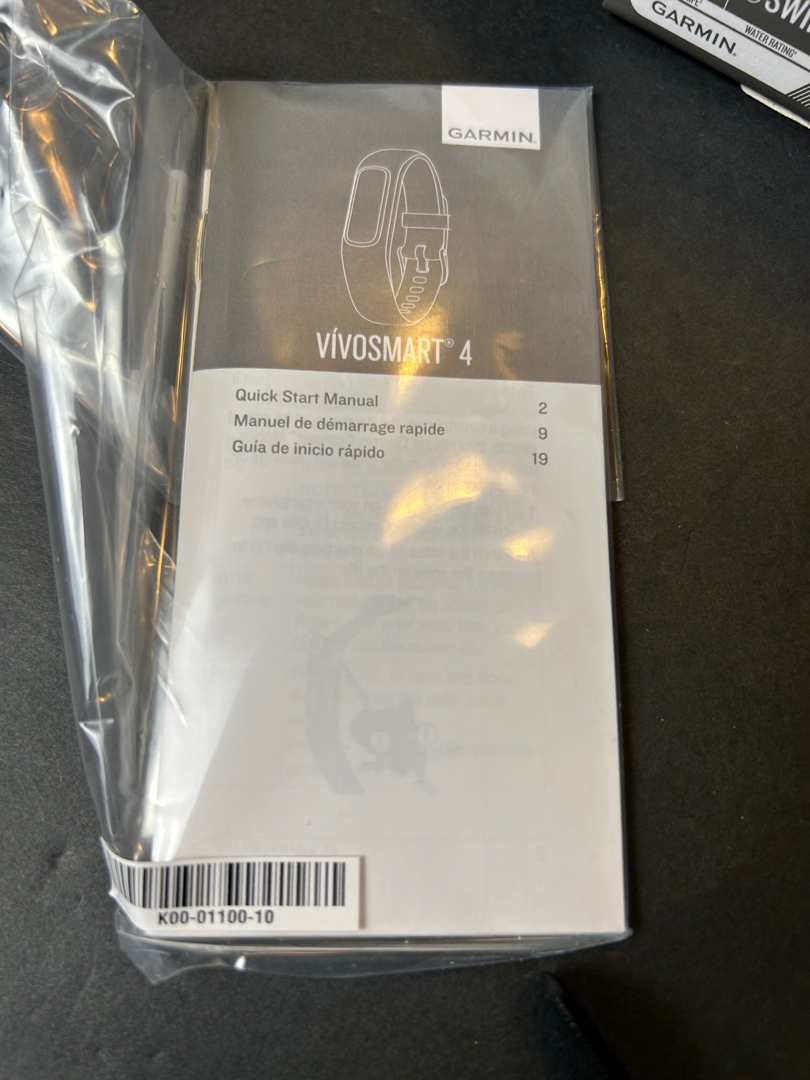 GARMIN.
WATER RATING
GARMIN.
VÍVOSMART® 4
Quick Start Manual 2
Manuel de démarrage rapide 9
Guía de inicio rápido 19
K00-01100-10